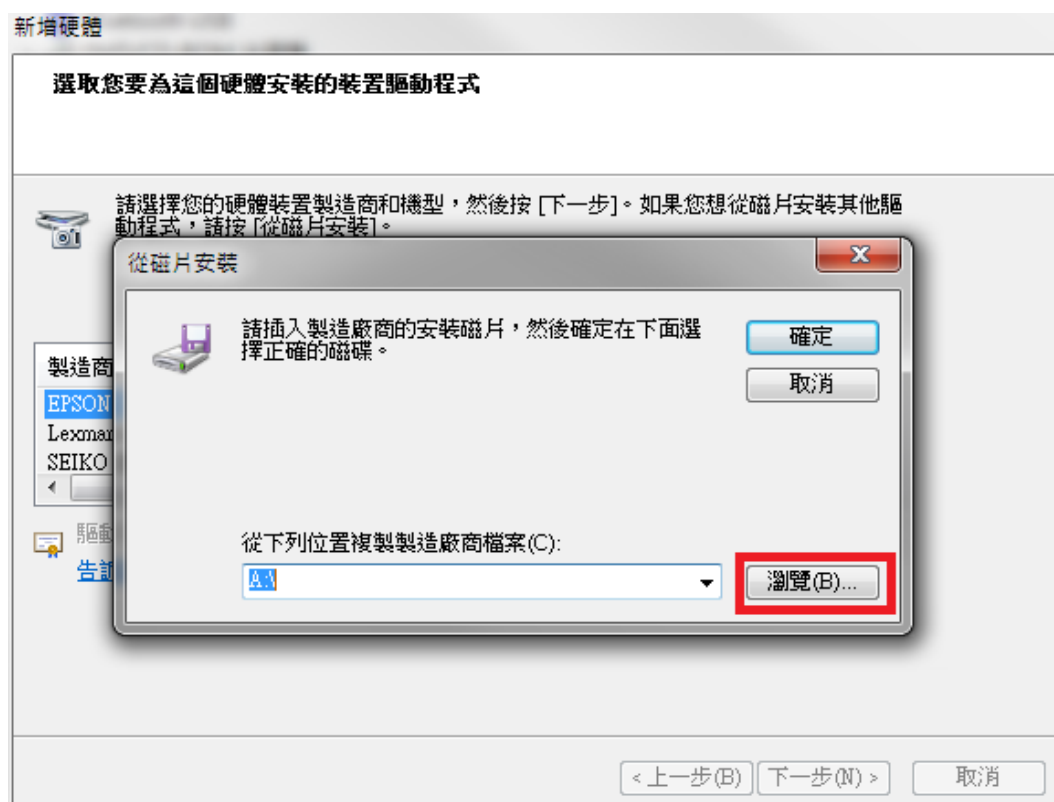 新增硬體
選取您要為這個硬體安裝的裝置驅動程式
請選擇您的硬體裝置製造商和機型，然後按 [下一步]。如果您想從磁片安裝其他驅
動程式，請按 [從磁片安裝]。
從磁片安裝
請插入製造廠商的安裝磁片，然後確定在下面選
擇正確的磁碟。
確定
取消
製造商
EPSON
Lexmar
SEIKO
驅動
從下列位置複製製造廠商檔案(C):
告訴
A:\
瀏覽(B)...
< 上一步(B)
下一步(N) >
取消